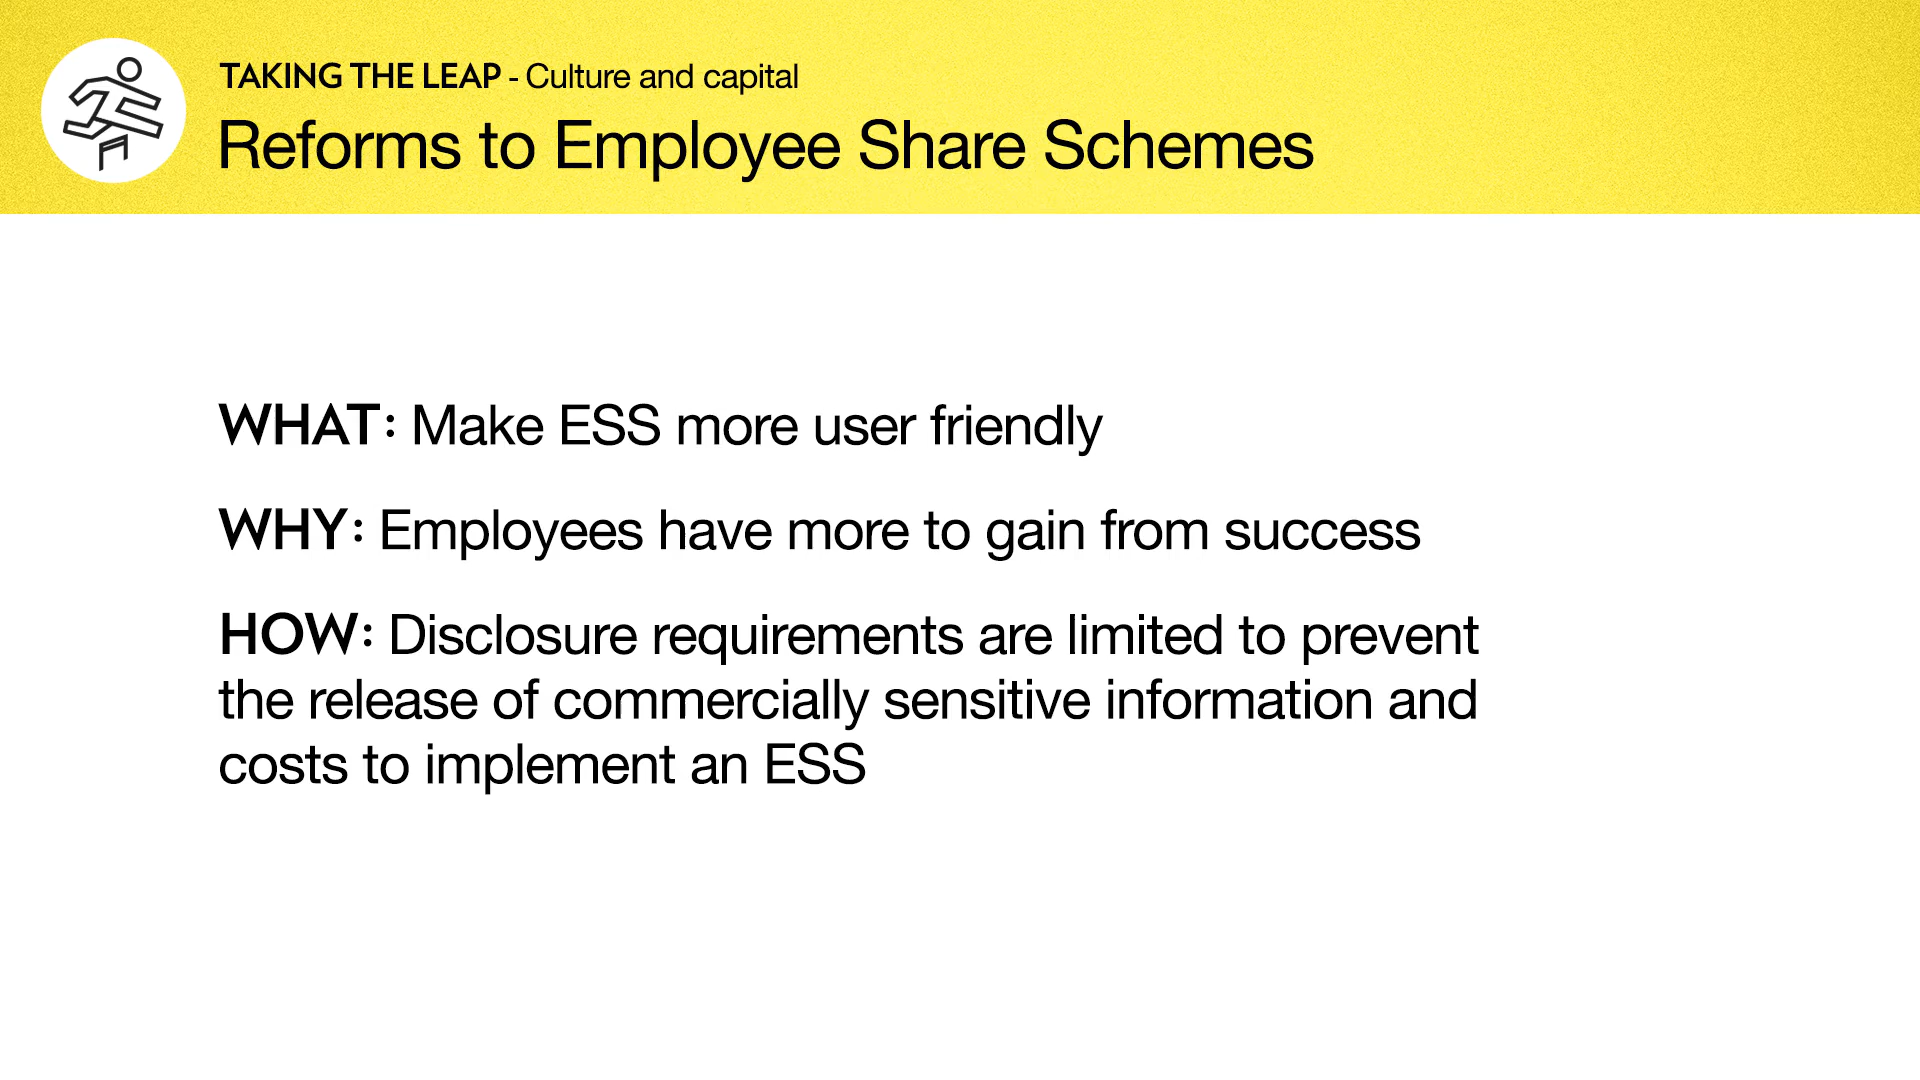 TAKING THE LEAP - Culture and capital
Reforms to Employee Share Schemes
WHAT: Make ESS more user friendly
WHY: Employees have more to gain from success
HOW: Disclosure requirements are limited to prevent
the release of commercially sensitive information and
costs to implement an ESS